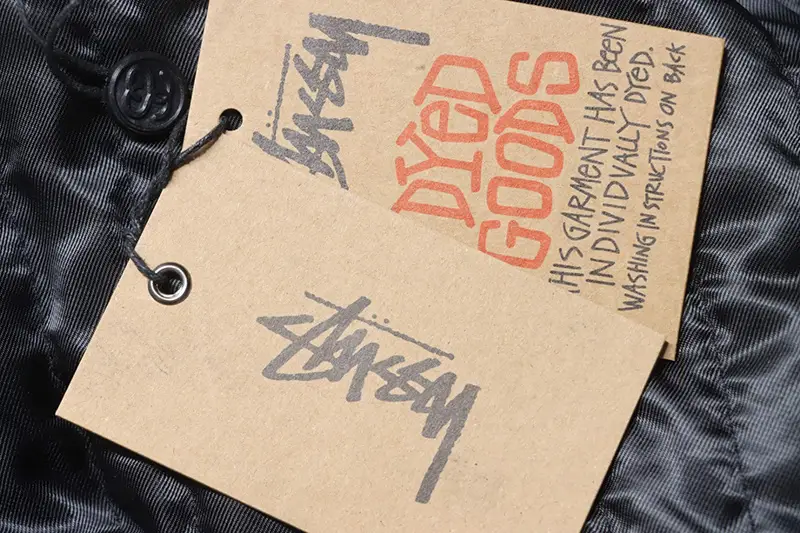 STÜSSY
DYeD
GOODS
HIS GARMENT HAS BEEN
INDIVIDVALLY DYeD.
WASHING INSTRUCTIONS ON BACK
STÜSSY